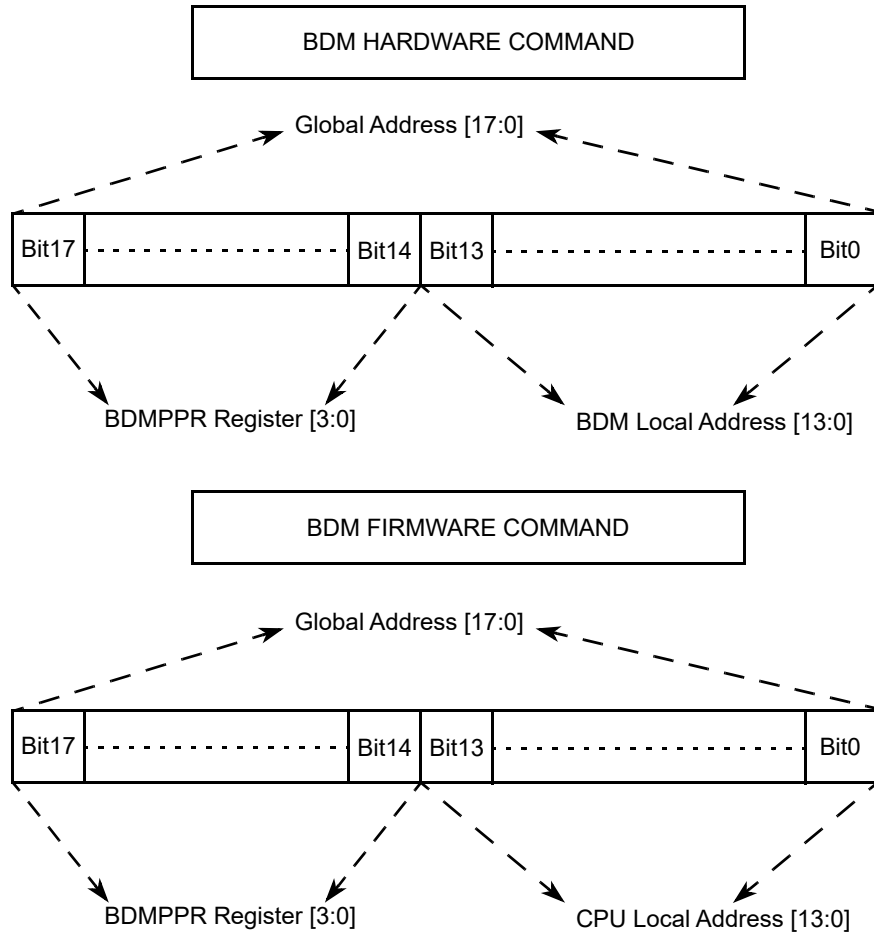 BDM HARDWARE COMMAND
Global Address [17:0]
Bit17 Bit14 Bit13 Bit0
BDMPPR Register [3:0] BDM Local Address [13:0]
BDM FIRMWARE COMMAND
Global Address [17:0]
Bit17 Bit14 Bit13 Bit0
BDMPPR Register [3:0] CPU Local Address [13:0]